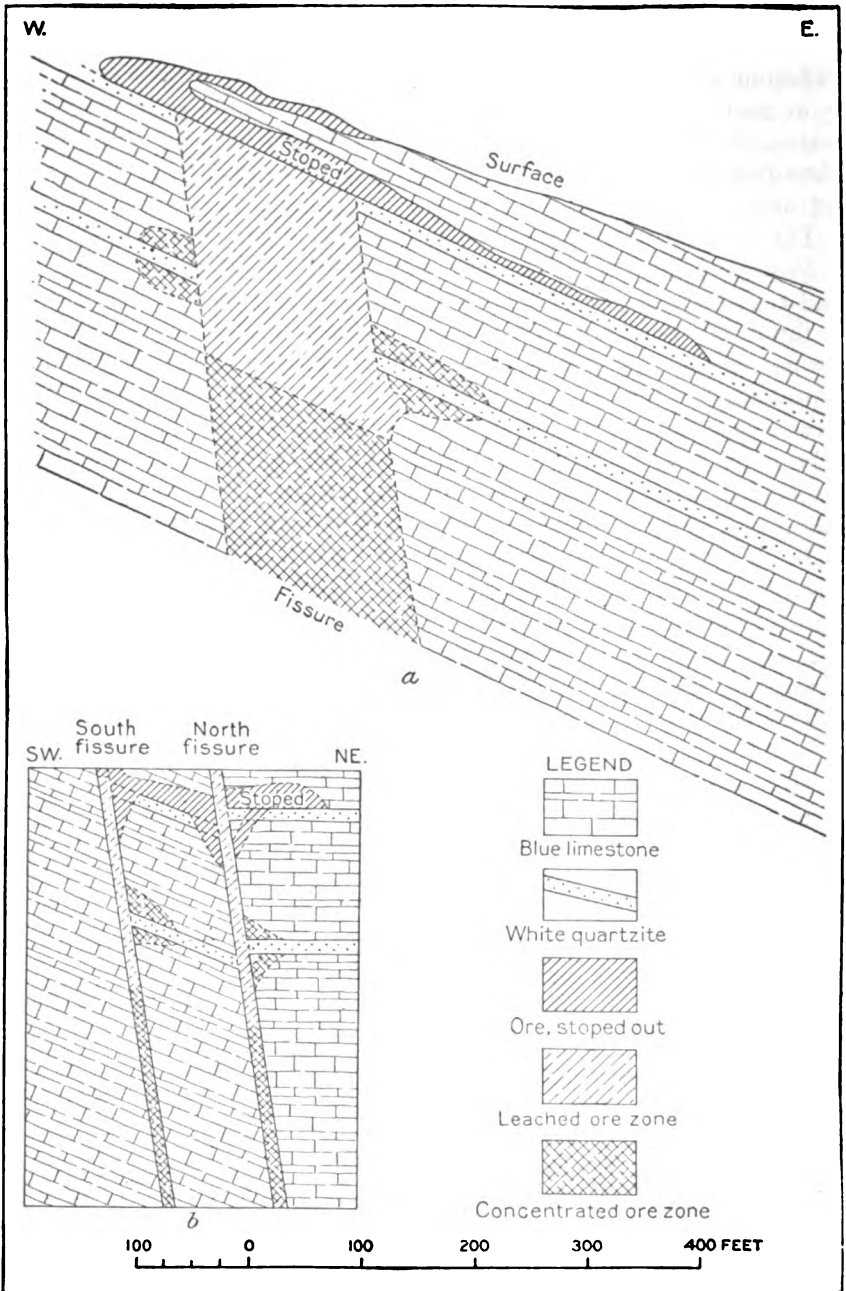 W. E.
Surface
Stoped
Fissure
a
South fissure
North fissure
SW. NE.
Stoped
b
LEGEND
Blue limestone
White quartzite
Ore, stoped out
Leached ore zone
Concentrated ore zone
100 0 100 200 300 400 FEET